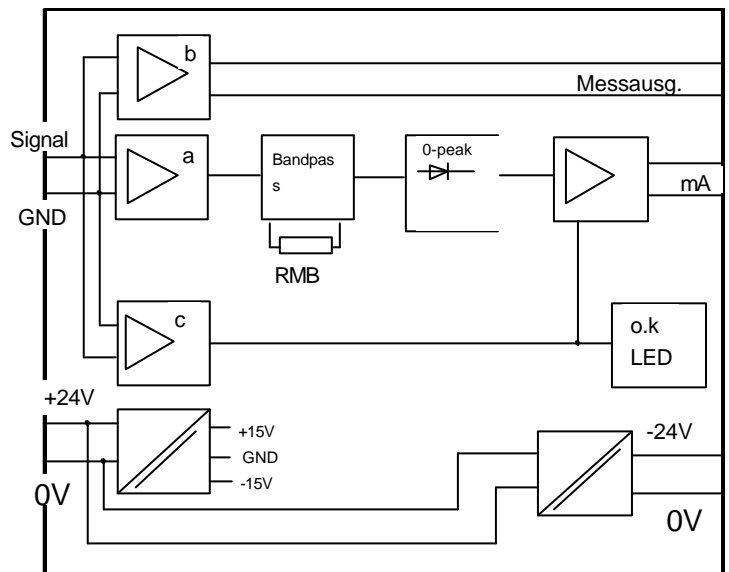 b
Messausg.
Signal
a
Bandpas
s
0-peak
mA
GND
RMB
c
o.k
LED
+24V
+15V
GND
-15V
-24V
0V
0V